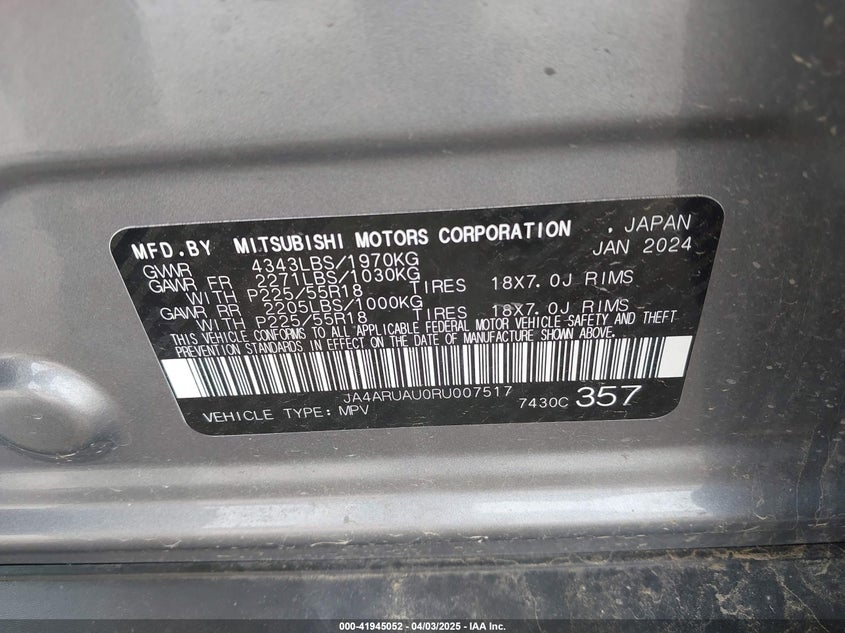 MFD.BY MITSUBISHI MOTORS CORPORATION . JAPAN
GVWR 4343LBS/1970KG JAN 2024
GAWR FR 2271LBS/1030KG
WITH P225/55R18 TIRES 18X7.0J RIMS
GAWR RR 2205LBS/1000KG
WITH P225/55R18 TIRES 18X7.0J RIMS
THIS VEHICLE CONFORMS TO ALL APPLICABLE FEDERAL MOTOR VEHICLE SAFETY AND THEFT
PREVENTION STANDARDS IN EFFECT ON THE DATE OF MANUFACTURE SHOWN ABOVE.
JA4ARUAU0RU007517
VEHICLE TYPE: MPV 7430C 357
000-41945052 | 04/03/2025 - IAA Inc.